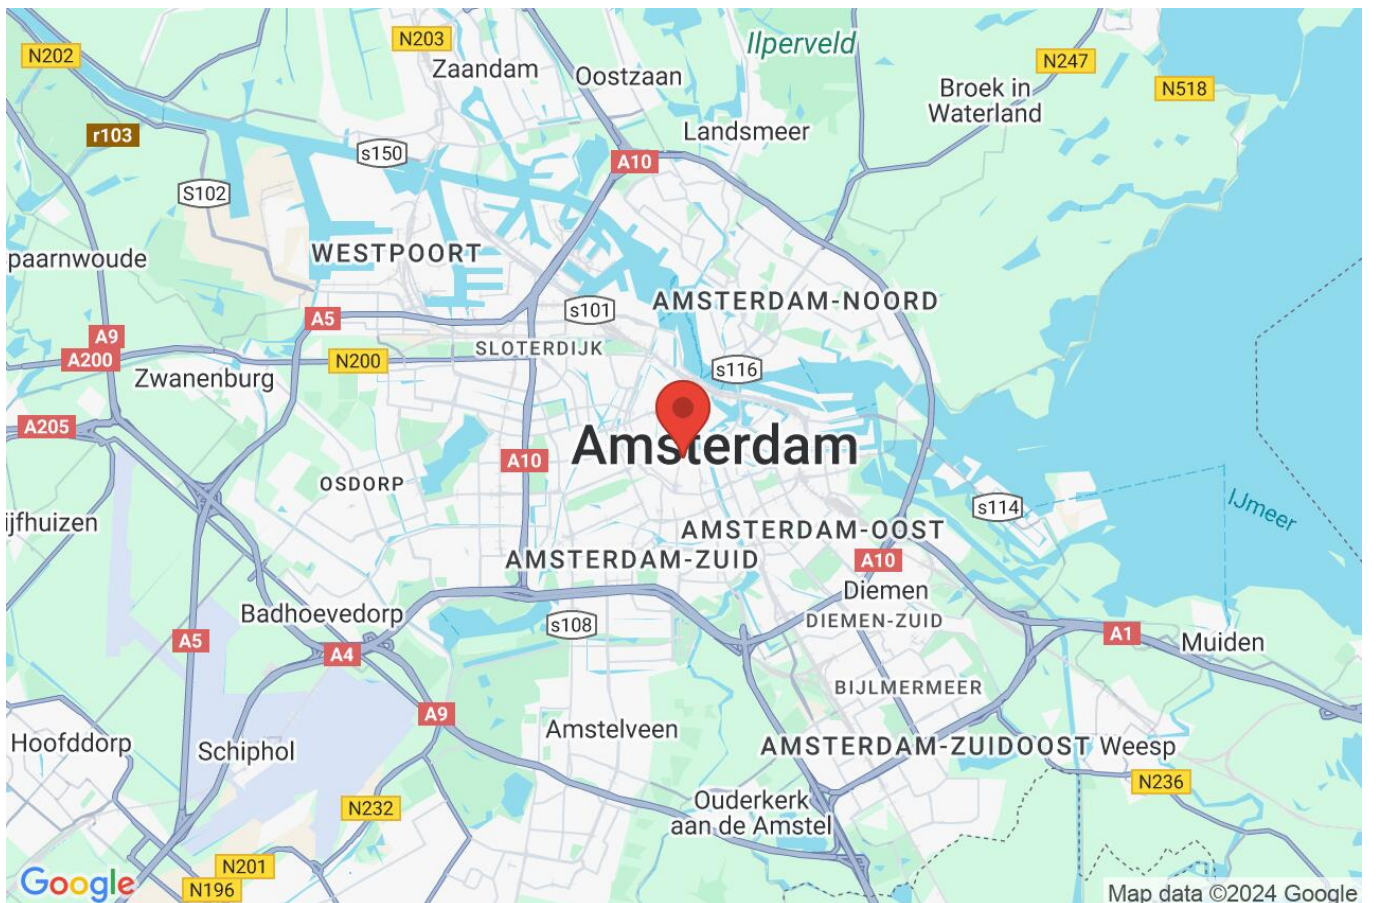 N202
N203
Ilperveld
Zaandam
Oostzaan
N247
N518
Broek in
Waterland
r103
Landsmeer
s150
A10
S102
paarnwoude
WESTPOORT
AMSTERDAM-NOORD
s101
A5
A9
A200
N200
SLOTERDIJK
s116
Zwanenburg
A205
Amsterdam
A10
OSDORP
ijfhuizen
s114
IJmeer
AMSTERDAM-OOST
AMSTERDAM-ZUID
A10
Diemen
Badhoevedorp
s108
DIEMEN-ZUID
A5
A4
A1
Muiden
BIJLMERMEER
A9
Hoofddorp
Schiphol
Amstelveen
AMSTERDAM-ZUIDOOST
Weesp
N236
N232
Ouderkerk
aan de Amstel
N201
N196
Google
Map data ©2024 Google